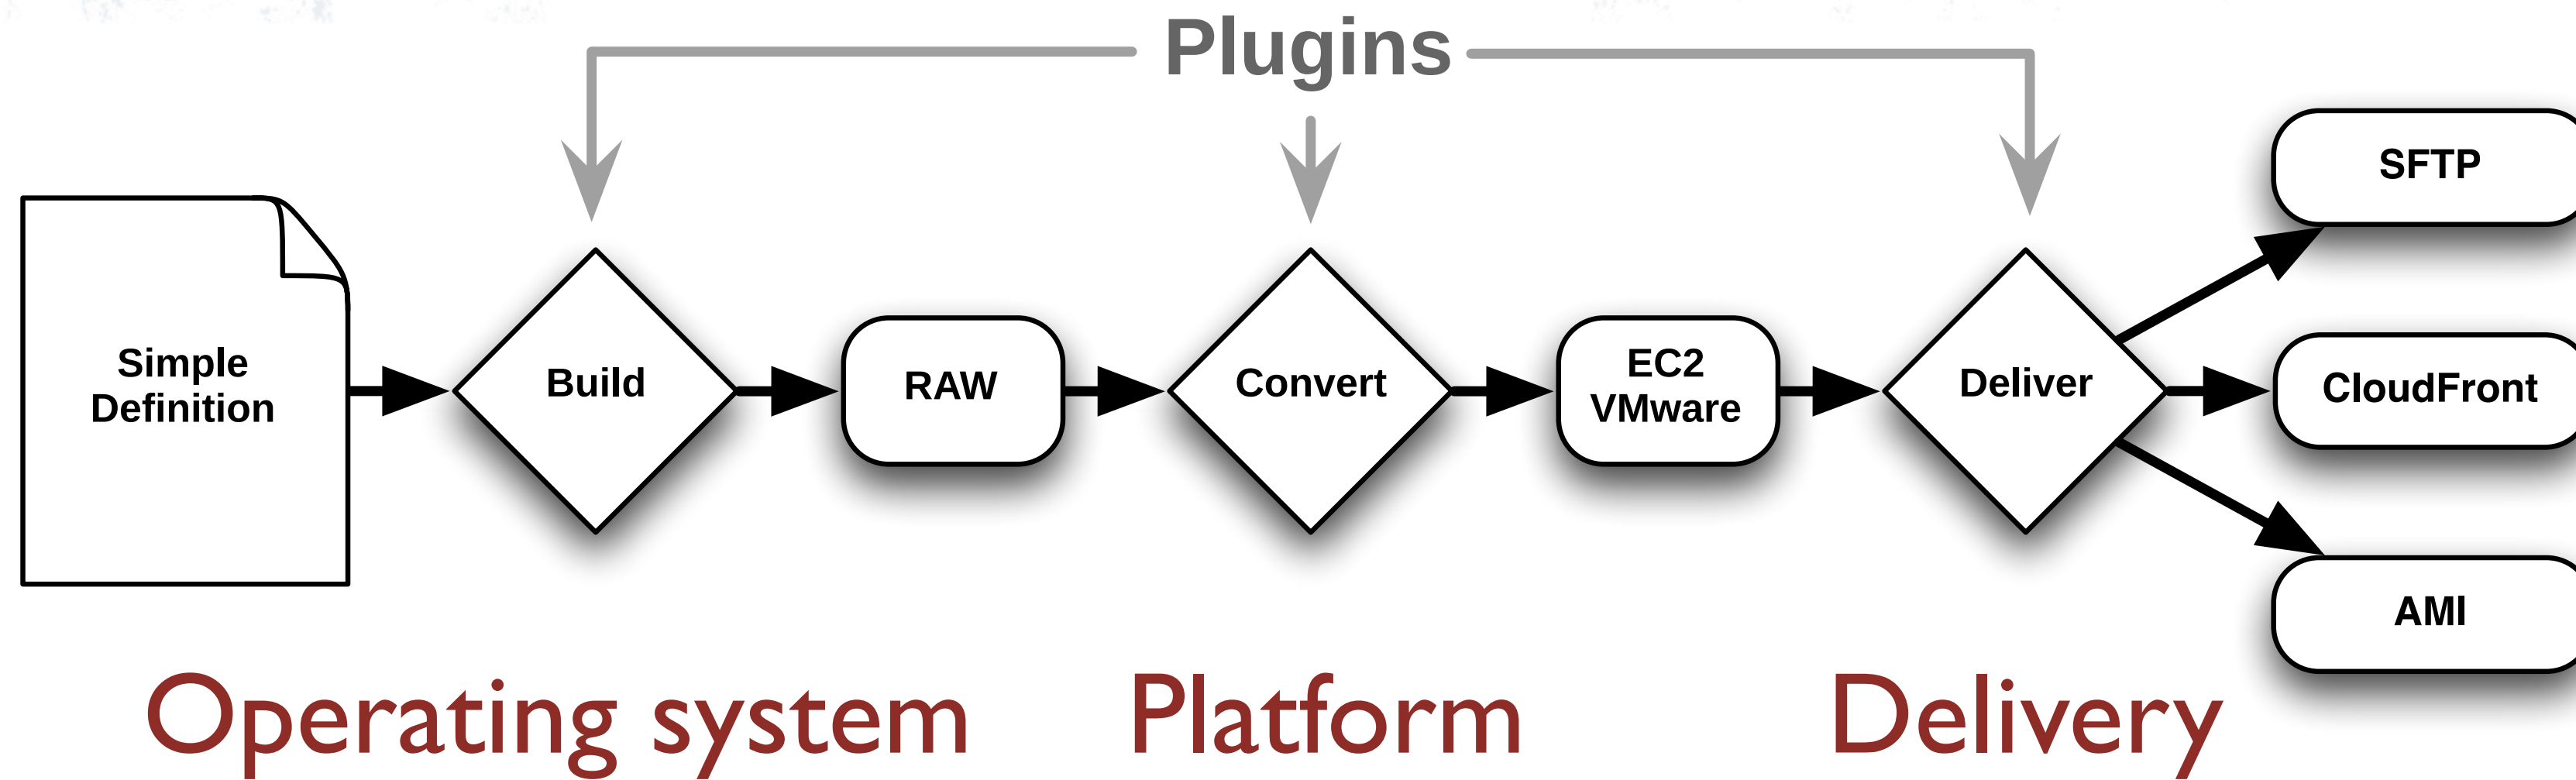 Plugins
Simple
Definition
Build
RAW
Convert
EC2
VMware
Deliver
SFTP
CloudFront
AMI
Operating system
Platform
Delivery